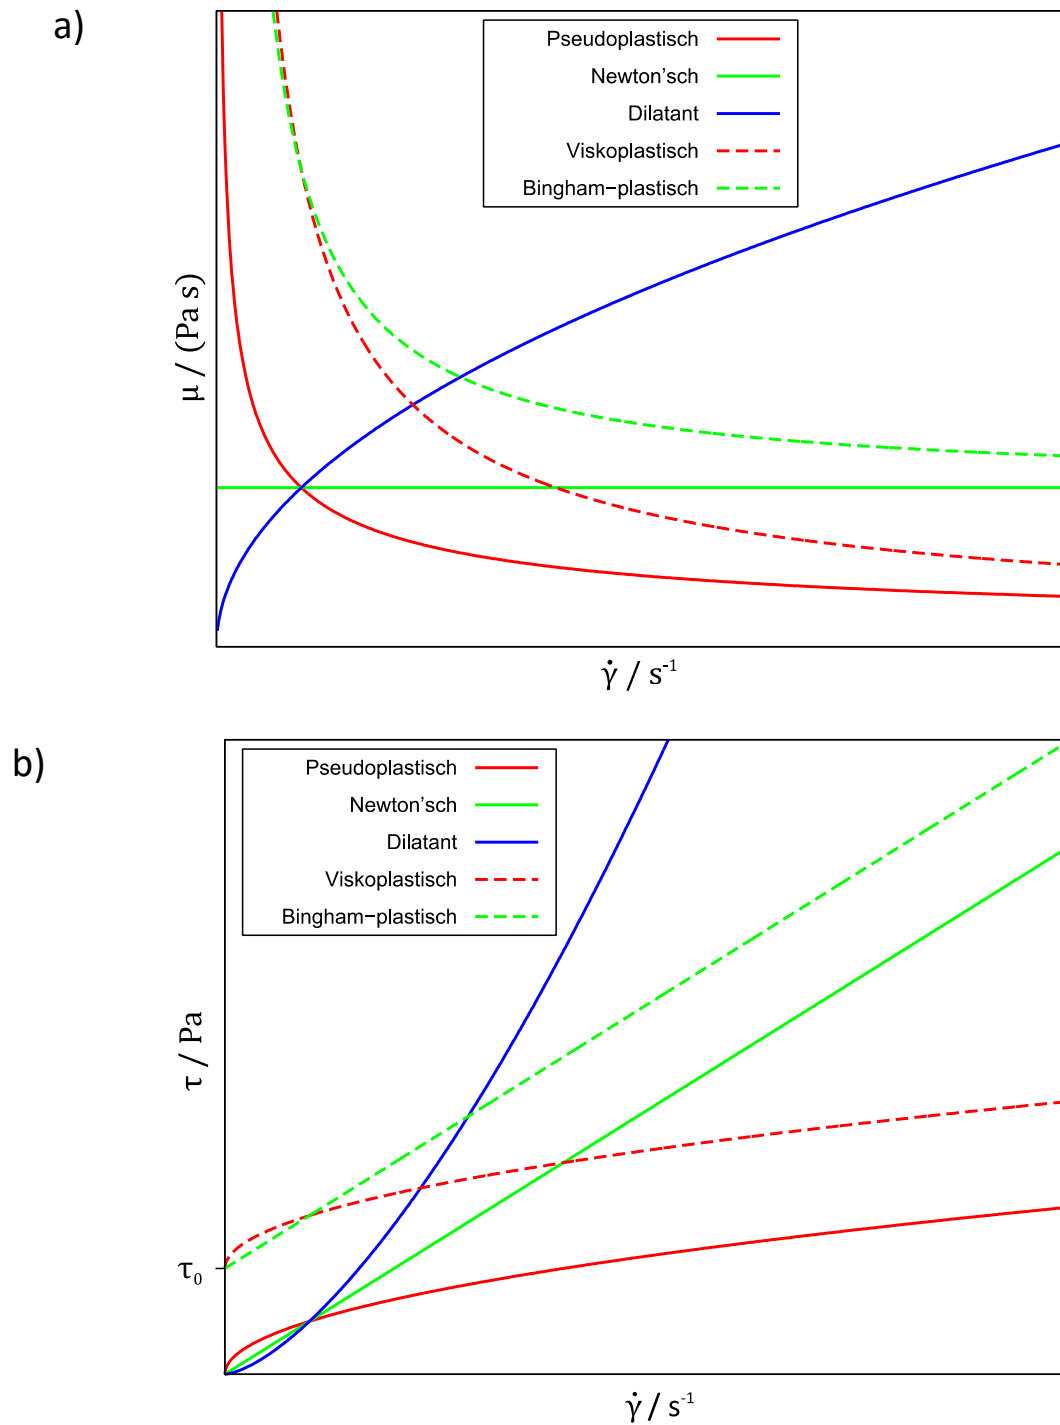 a)
Pseudoplastisch
Newton’sch
Dilatant
Viskoplastisch
Bingham−plastisch
μ / (Pa s)
γ̇ / s⁻¹
b)
Pseudoplastisch
Newton’sch
Dilatant
Viskoplastisch
Bingham−plastisch
τ / Pa
τ₀
γ̇ / s⁻¹